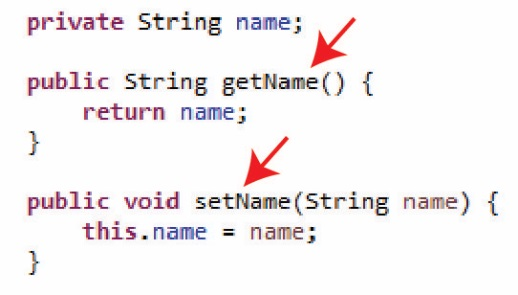 private String name;
public String getName() {
    return name;
}
public void setName(String name) {
    this.name = name;
}